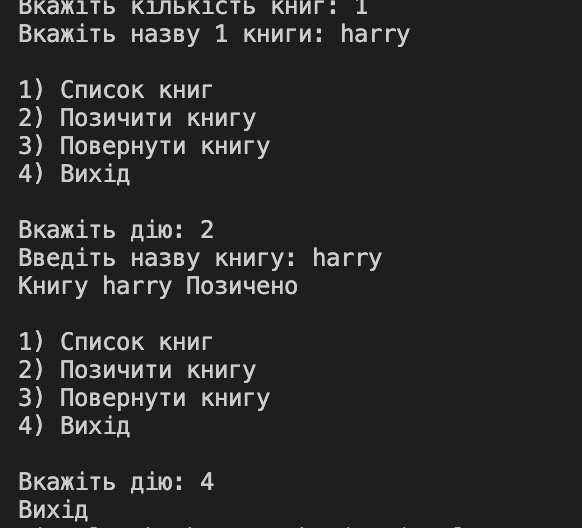 Вкажіть кількість книг: 1
Вкажіть назву 1 книги: harry
1) Список книг
2) Позичити книгу
3) Повернути книгу
4) Вихід
Вкажіть дію: 2
Введіть назву книгу: harry
Книгу harry Позичено
1) Список книг
2) Позичити книгу
3) Повернути книгу
4) Вихід
Вкажіть дію: 4
Вихід